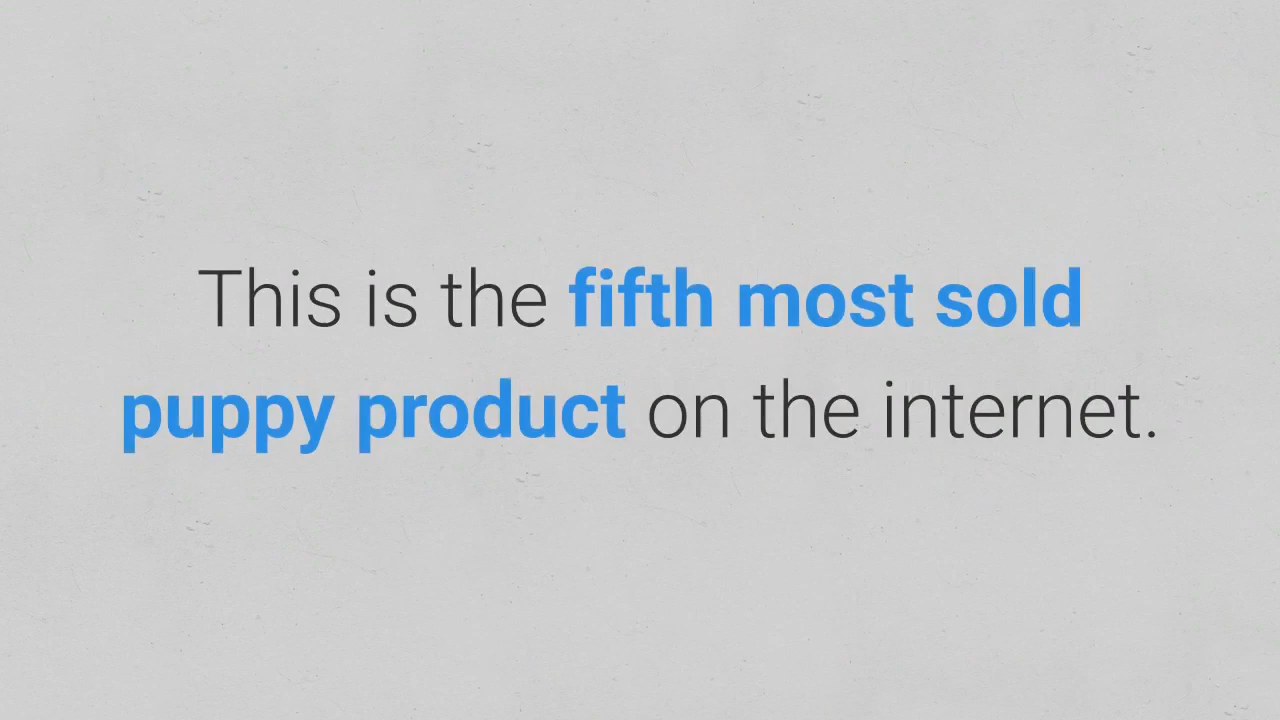 This is the fifth most sold
puppy product on the internet.